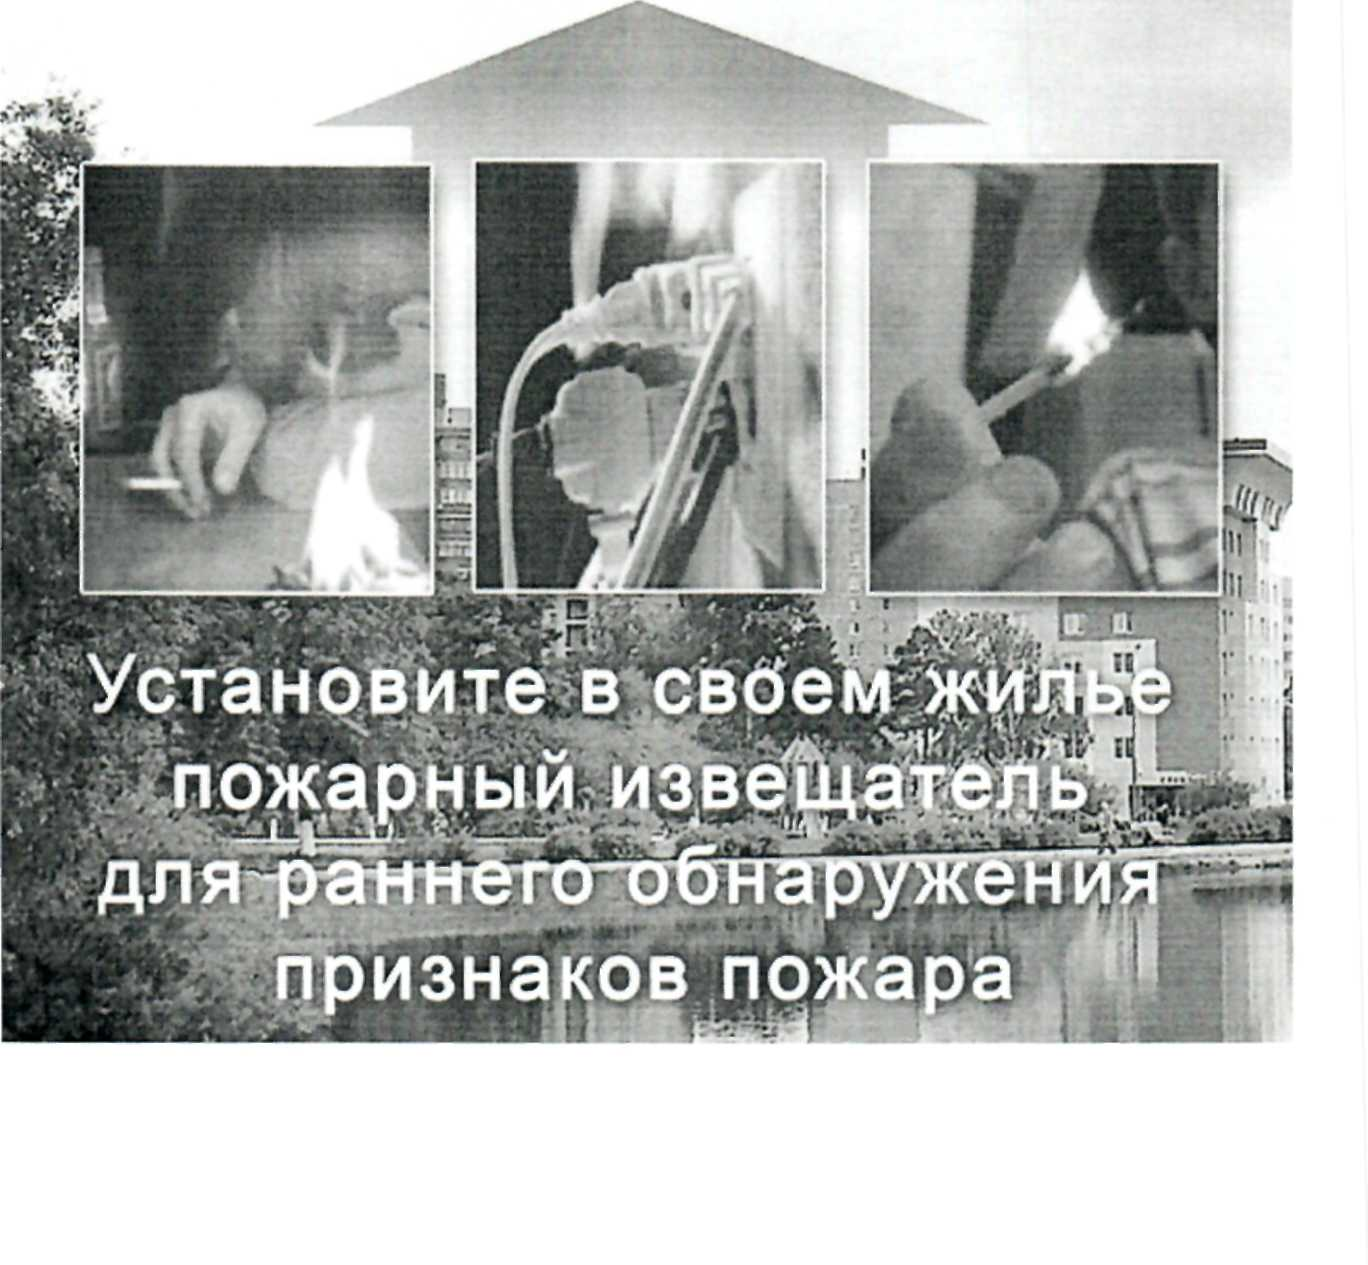 Установите в своем жилье
пожарный извещатель
для раннего обнаружения
признаков пожара